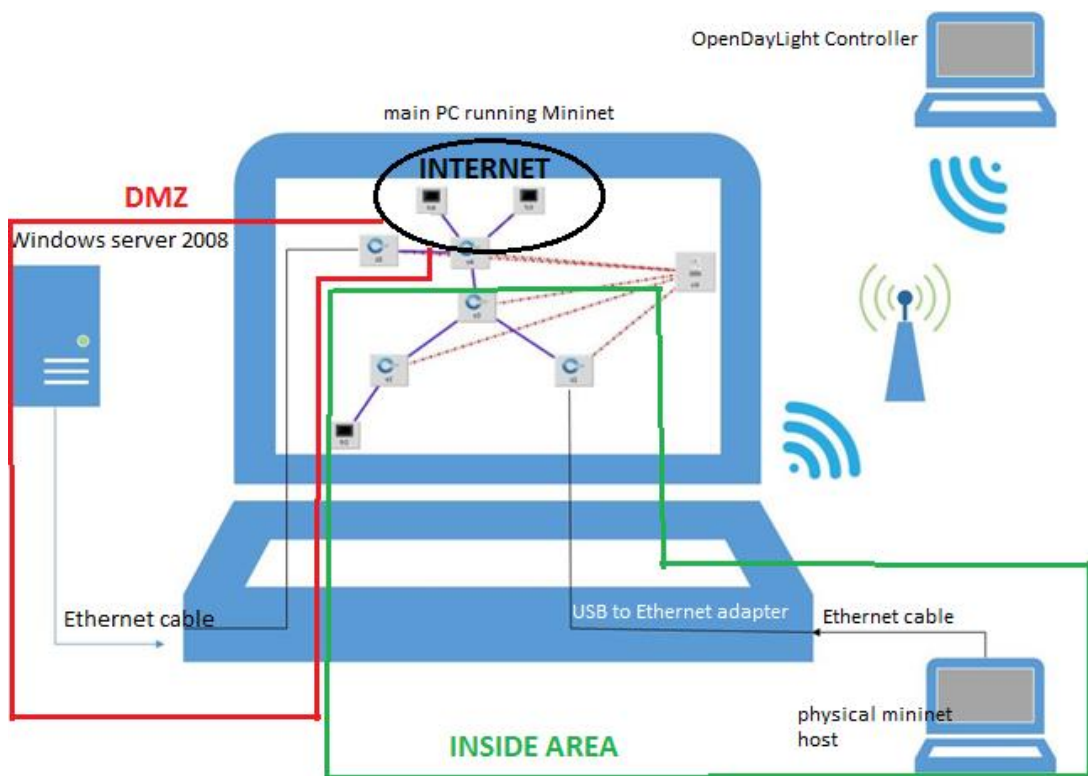 OpenDayLight Controller
main PC running Mininet
INTERNET
DMZ
Windows server 2008
Ethernet cable
USB to Ethernet adapter
Ethernet cable
physical mininet
host
INSIDE AREA